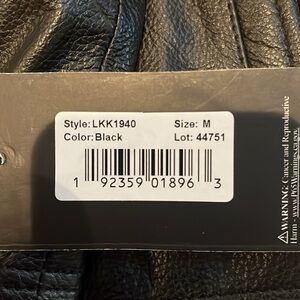 Style: LKK1940 Size: M
Color: Black Lot: 44751
1 92359 01896 3
⚠WARNING: Cancer and Reproductive
Harm - www.P65Warnings.ca.gov